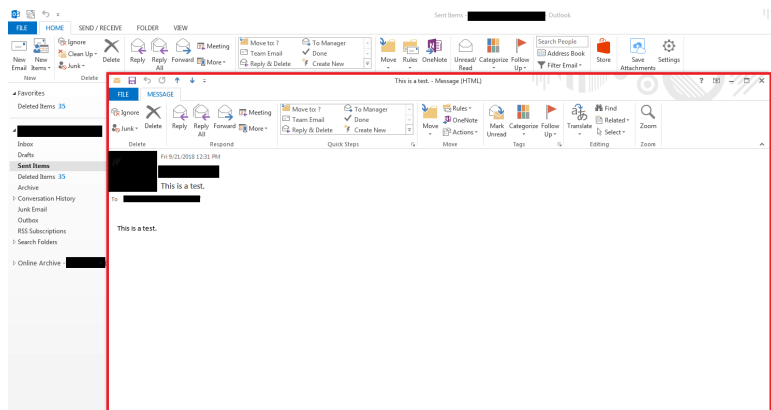 Sent Items - Outlook
FILE HOME SEND / RECEIVE FOLDER VIEW
New Email
New Items
Ignore
Clean Up
Junk
Delete
Reply
Reply All
Forward
Meeting
More
Move to: ?
Team Email
Reply & Delete
To Manager
Done
Create New
Move
Rules
OneNote
Unread/ Read
Categorize
Follow Up
Search People
Address Book
Filter Email
Store
Save Attachments
Settings
New
Delete
Favorites
Deleted Items 35
Inbox
Drafts
Sent Items
Deleted Items 35
Archive
Conversation History
Junk Email
Outbox
RSS Subscriptions
Search Folders
Online Archive -
This is a test. - Message (HTML)
?
FILE MESSAGE
Ignore
Junk
Delete
Reply
Reply All
Forward
Meeting
More
Move to: ?
Team Email
Reply & Delete
To Manager
Done
Create New
Move
Rules
OneNote
Actions
Mark Unread
Categorize
Follow Up
Translate
Find
Related
Select
Zoom
Delete Respond Quick Steps Move Tags Editing Zoom
Fri 9/21/2018 12:31 PM
This is a test.
To
This is a test.